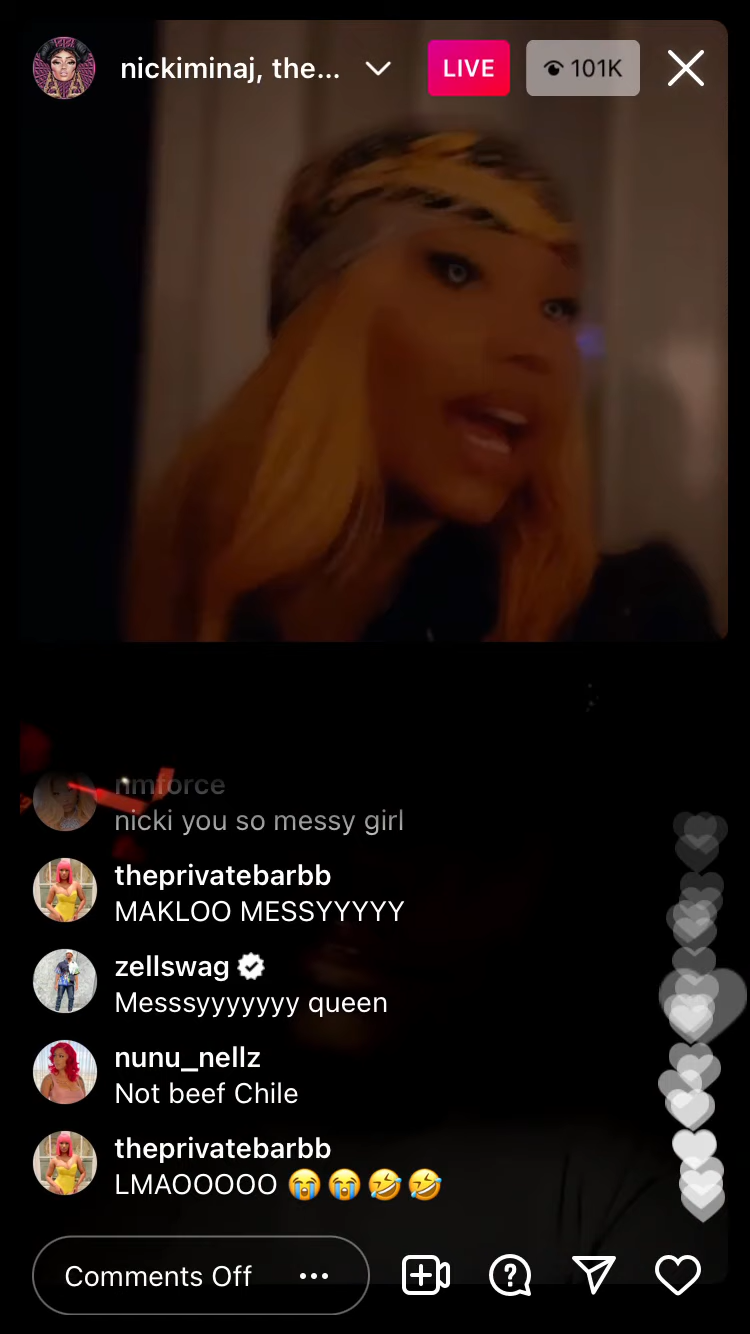 nickiminaj, the...
LIVE
101K
nmforce
nicki you so messy girl
theprivatebarbb
MAKLOO MESSYYYYY
zellswag
Messsyyyyyyy queen
nunu_nellz
Not beef Chile
theprivatebarbb
LMAOOOOO 😭😭🤣🤣
Comments Off